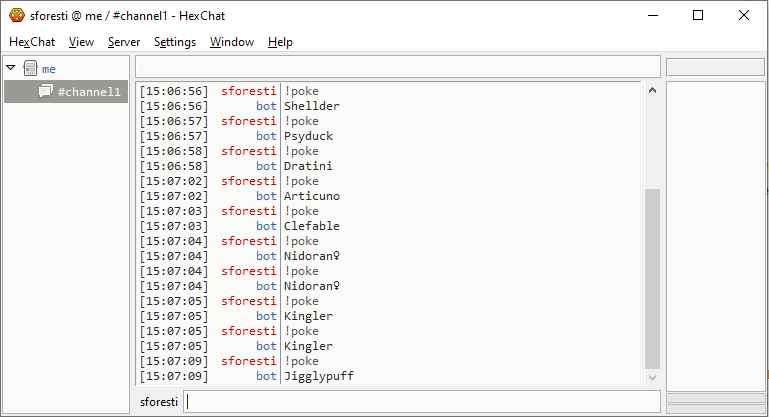 sforesti @ me / #channel1 - HexChat
HexChat View Server Settings Window Help
me
#channel1
[15:06:56] sforesti !poke
[15:06:56] bot Shellder
[15:06:57] sforesti !poke
[15:06:57] bot Psyduck
[15:06:58] sforesti !poke
[15:06:58] bot Dratini
[15:07:02] sforesti !poke
[15:07:02] bot Articuno
[15:07:03] sforesti !poke
[15:07:03] bot Clefable
[15:07:04] sforesti !poke
[15:07:04] bot Nidoran♀
[15:07:04] sforesti !poke
[15:07:04] bot Nidoran♀
[15:07:05] sforesti !poke
[15:07:05] bot Kingler
[15:07:05] sforesti !poke
[15:07:05] bot Kingler
[15:07:09] sforesti !poke
[15:07:09] bot Jigglypuff
sforesti